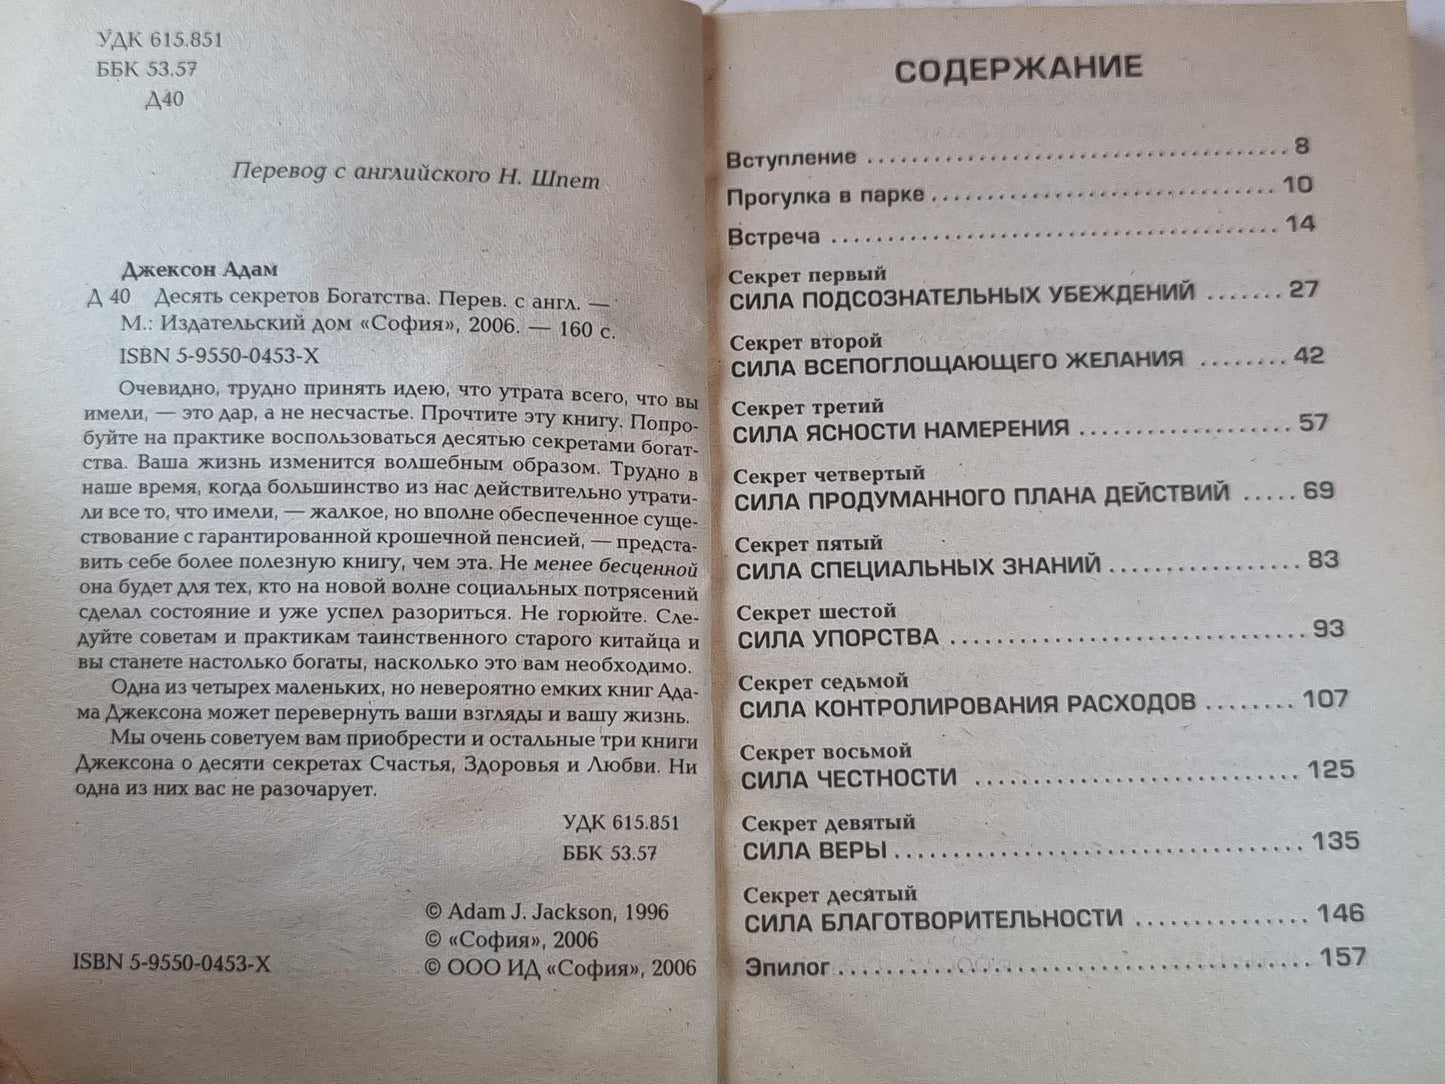 УДК 615.851
ББК 53.57
Д40
Перевод с английского Н. Шпет
Джексон Адам
Д 40 Десять секретов Богатства. Перев. с англ. —
М.: Издательский дом «София», 2006. — 160 с.
ISBN 5-9550-0453-X
Очевидно, трудно принять идею, что утрата всего, что вы
имели, — это дар, а не несчастье. Прочтите эту книгу. Попро-
буйте на практике воспользоваться десятью секретами богат-
ства. Ваша жизнь изменится волшебным образом. Трудно в
наше время, когда большинство из нас действительно утрати-
ли все то, что имели, — жалкое, но вполне обеспеченное суще-
ствование с гарантированной крошечной пенсией, — предста-
вить себе более полезную книгу, чем эта. Не менее бесценной
она будет для тех, кто на новой волне социальных потрясений
сделал состояние и уже успел разориться. Не горюйте. Сле-
дуйте советам и практикам таинственного старого китайца и
вы станете настолько богаты, насколько это вам необходимо.
Одна из четырех маленьких, но невероятно емких книг Ада-
ма Джексона может перевернуть ваши взгляды и вашу жизнь.
Мы очень советуем вам приобрести и остальные три книги
Джексона о десяти секретах Счастья, Здоровья и Любви. Ни
одна из них вас не разочарует.
УДК 615.851
ББК 53.57
© Adam J. Jackson, 1996
© «София», 2006
ISBN 5-9550-0453-X © ООО ИД «София», 2006
СОДЕРЖАНИЕ
Вступление 8
Прогулка в парке 10
Встреча 14
Секрет первый
СИЛА ПОДСОЗНАТЕЛЬНЫХ УБЕЖДЕНИЙ 27
Секрет второй
СИЛА ВСЕПОГЛОЩАЮЩЕГО ЖЕЛАНИЯ 42
Секрет третий
СИЛА ЯСНОСТИ НАМЕРЕНИЯ 57
Секрет четвертый
СИЛА ПРОДУМАННОГО ПЛАНА ДЕЙСТВИЙ 69
Секрет пятый
СИЛА СПЕЦИАЛЬНЫХ ЗНАНИЙ 83
Секрет шестой
СИЛА УПОРСТВА 93
Секрет седьмой
СИЛА КОНТРОЛИРОВАНИЯ РАСХОДОВ 107
Секрет восьмой
СИЛА ЧЕСТНОСТИ 125
Секрет девятый
СИЛА ВЕРЫ 135
Секрет десятый
СИЛА БЛАГОТВОРИТЕЛЬНОСТИ 146
Эпилог 157